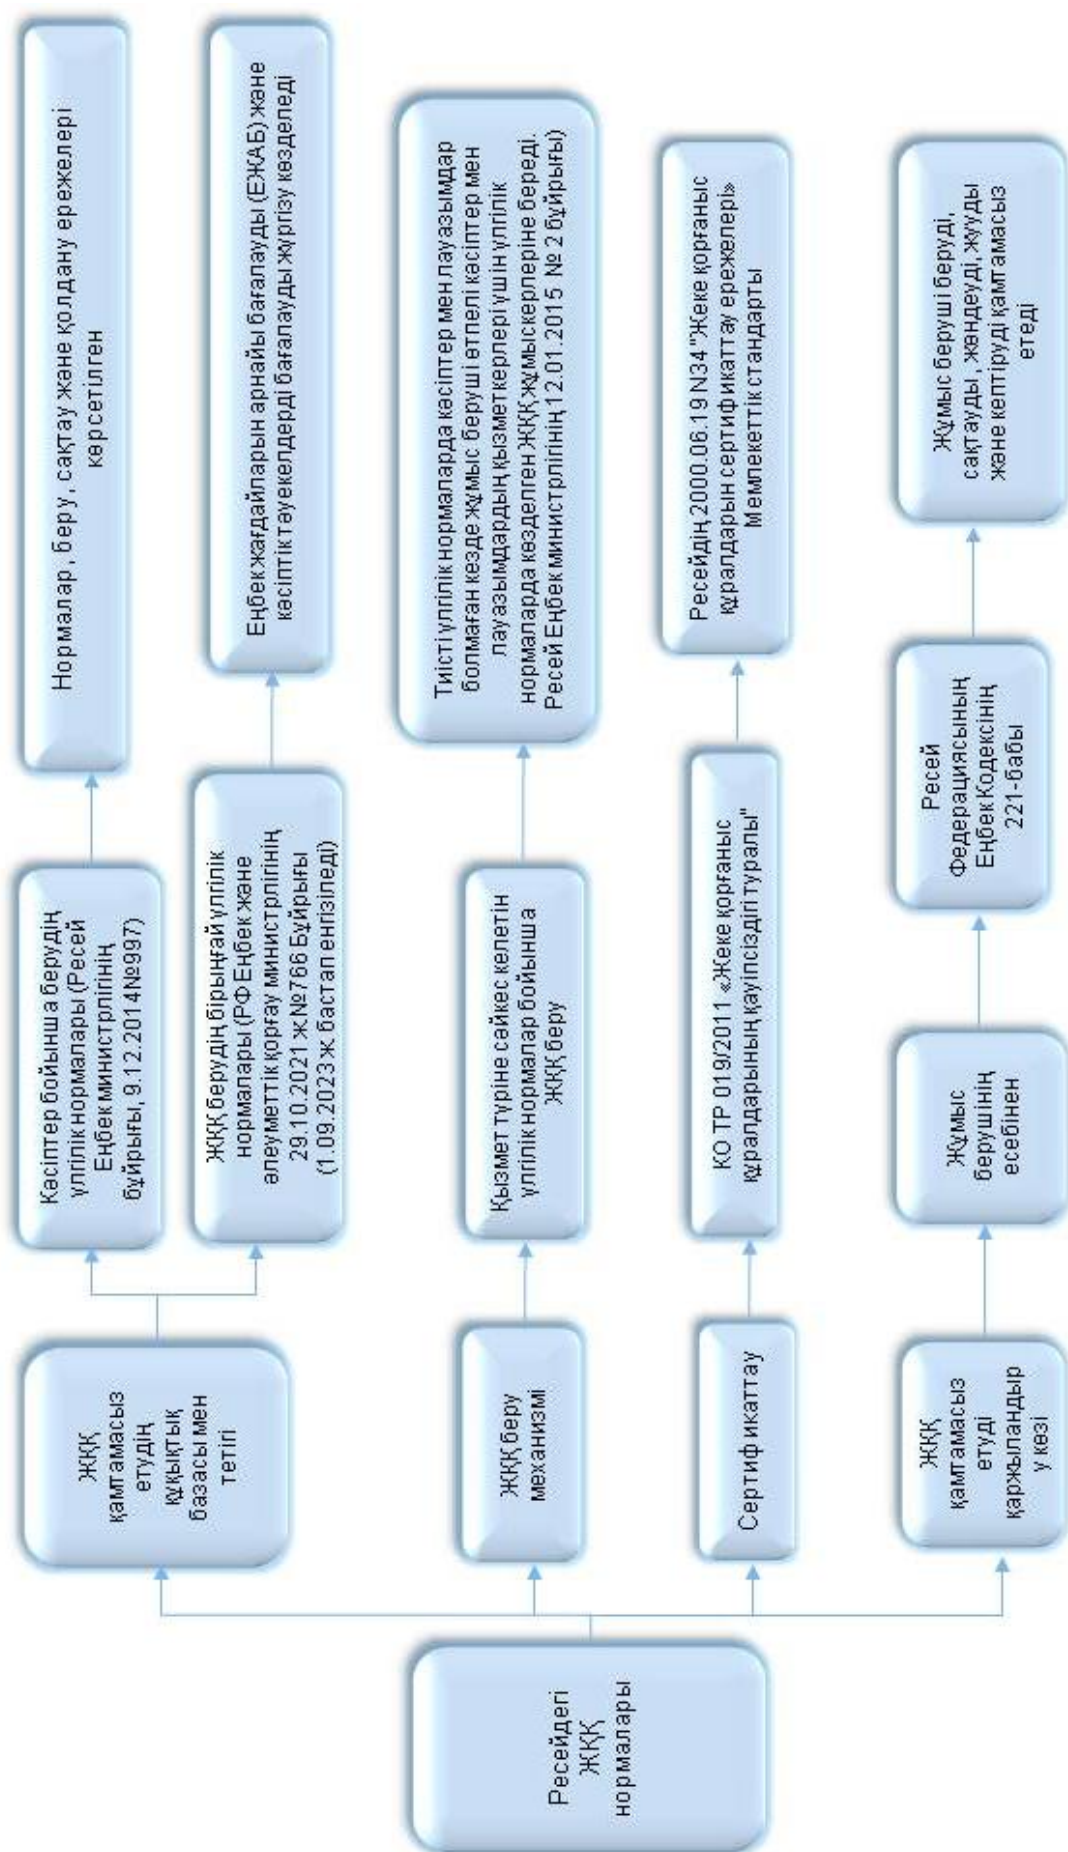 Ресейдегі
ЖҚҚ
нормалары
ЖҚҚ
қамтамасыз
етудің
құқықтық
базасы мен
тетігі
Кәсіптер бойынша берудің
үлгілік нормалары (Ресей
Еңбек министрлігінің
бұйрығы, 9.12.2014№997)
Нормалар, беру, сақтау және қолдану ережелері
көрсетілген
ЖҚҚ берудің бірыңғай үлгілік
нормалары (РФ Еңбек және
әлеуметтік қорғау министрлігінің
29.10.2021 ж №766 Бұйрығы
(1.09.2023 ж. бастап енгізіледі)
Еңбек жағдайларын арнайы бағалауды (ЕЖАБ) және
кәсіптік тәуекелдерді бағалауды жүргізу көзделеді
ЖҚҚ беру
механизмі
Қызмет түріне сәйкес келетін
үлгілік нормалар бойынша
ЖҚҚ беру
Тиісті үлгілік нормаларда кәсіптер мен лауазымдар
болмаған кезде жұмыс беруші өтпелі кәсіптер мен
лауазымдардың қызметкерлері үшін үлгілік
нормаларда көзделген ЖҚҚ жұмыскерлеріне береді.
Ресей Еңбек министрлігінің 12.01.2015 № 2 бұйрығы)
Сертификаттау
КО ТР 019/2011 «Жеке қорғаныс
құралдарының қауіпсіздігі туралы"
Ресейдің 2000.06.19 N34 "Жеке қорғаныс
құралдарын сертификаттау ережелері»
Мемлекеттік стандарты
ЖҚҚ
қамтамасыз
етуді
қаржыландыр
у көзі
Жұмыс
берушінің
есебінен
Ресей
Федерациясының
Еңбек Кодексінің
221-бабы
Жұмыс беруші беруді,
сақтауды, жөндеуді, жууды
және кептіруді қамтамасыз
етеді